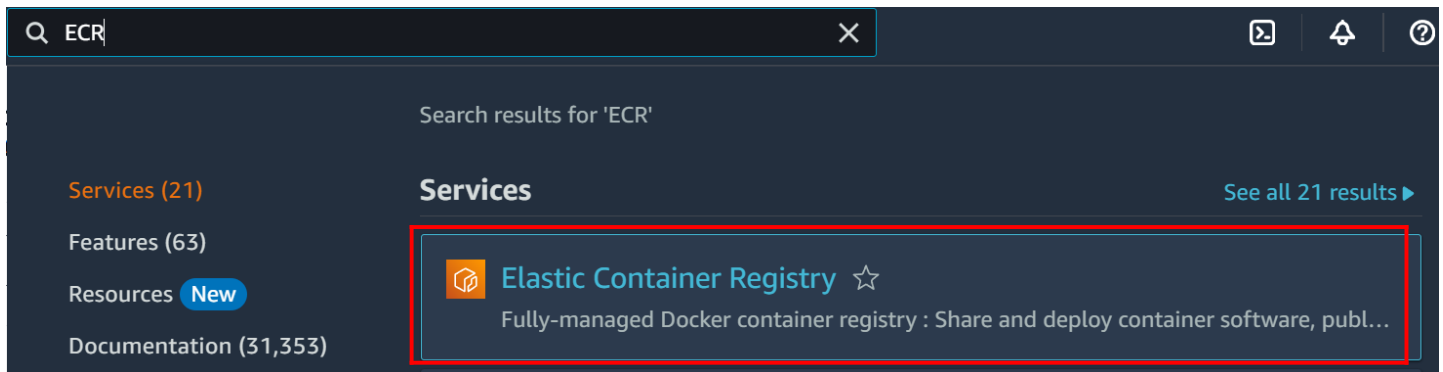 ECR
Search results for 'ECR'
Services (21)
Features (63)
Resources New
Documentation (31,353)
Services
See all 21 results
Elastic Container Registry
Fully-managed Docker container registry : Share and deploy container software, publ...